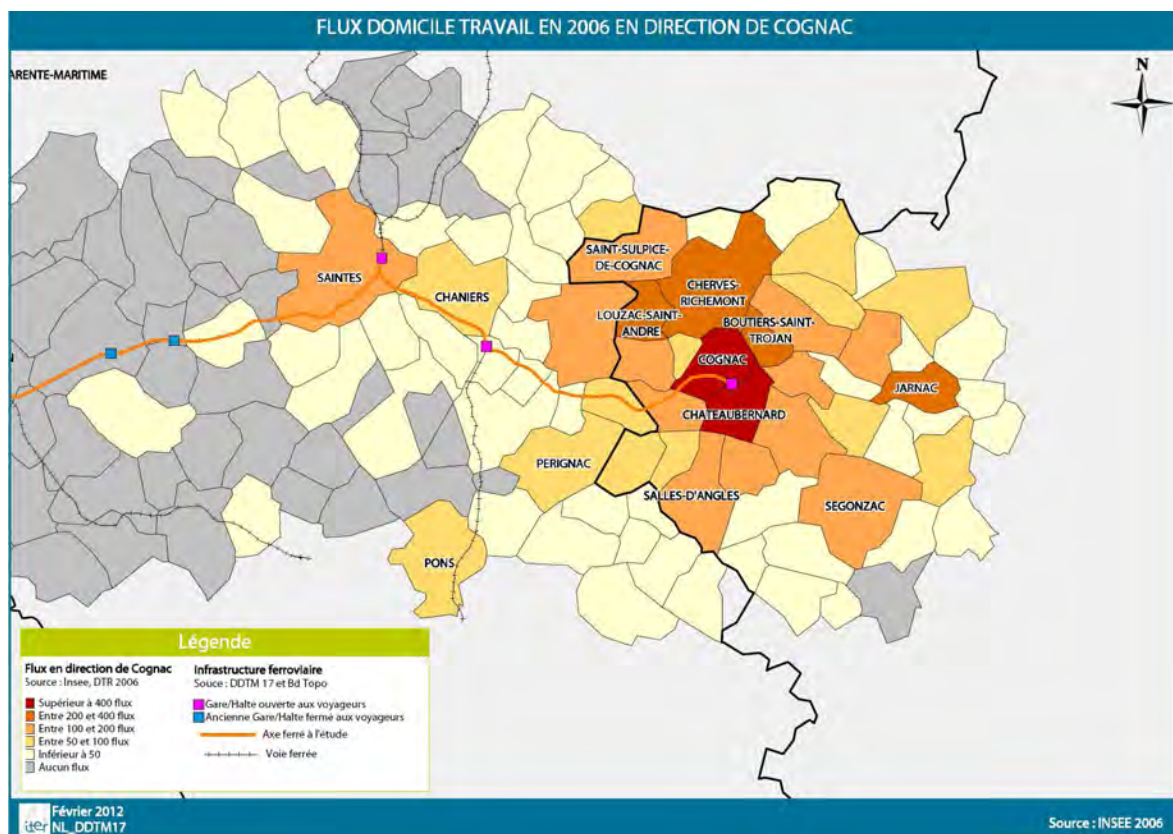 FLUX DOMICILE TRAVAIL EN 2006 EN DIRECTION DE COGNAC
ARENTE-MARITIME
N
SAINT-SULPICE-
DE-COGNAC
SAINTES
CHANIERS
CHERVES-
RICHEMONT
LOUZAC-SAINT-
ANDRE
BOUTIERS-SAINT-
TROJAN
COGNAC
JARNAC
CHATEAUBERNARD
PERIGNAC
SALLES-D'ANGLES
SEGONZAC
PONS
Légende
Flux en direction de Cognac
Source : Insee, DTR 2006
Supérieur à 400 flux
Entre 200 et 400 flux
Entre 100 et 200 flux
Entre 50 et 100 flux
Inférieur à 50
Aucun flux
Infrastructure ferroviaire
Souce : DDTM 17 et Bd Topo
Gare/Halte ouverte aux voyageurs
Ancienne Gare/Halte fermé aux voyageurs
Axe ferré à l'étude
Voie ferrée
iter
Février 2012
NL_DDTM17
Source : INSEE 2006